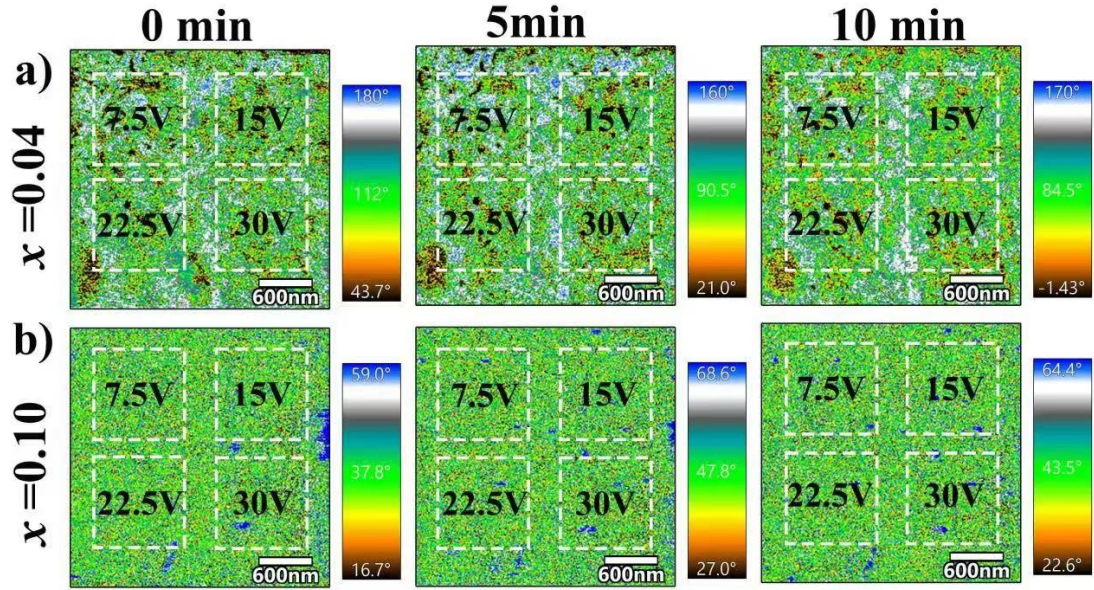 0 min 5min 10 min
a)
x =0.04
7.5V 15V
22.5V 30V
600nm
180°
112°
43.7°
7.5V 15V
22.5V 30V
600nm
160°
90.5°
21.0°
7.5V 15V
22.5V 30V
600nm
170°
84.5°
-1.43°
b)
x =0.10
7.5V 15V
22.5V 30V
600nm
59.0°
37.8°
16.7°
7.5V 15V
22.5V 30V
600nm
68.6°
47.8°
27.0°
7.5V 15V
22.5V 30V
600nm
64.4°
43.5°
22.6°